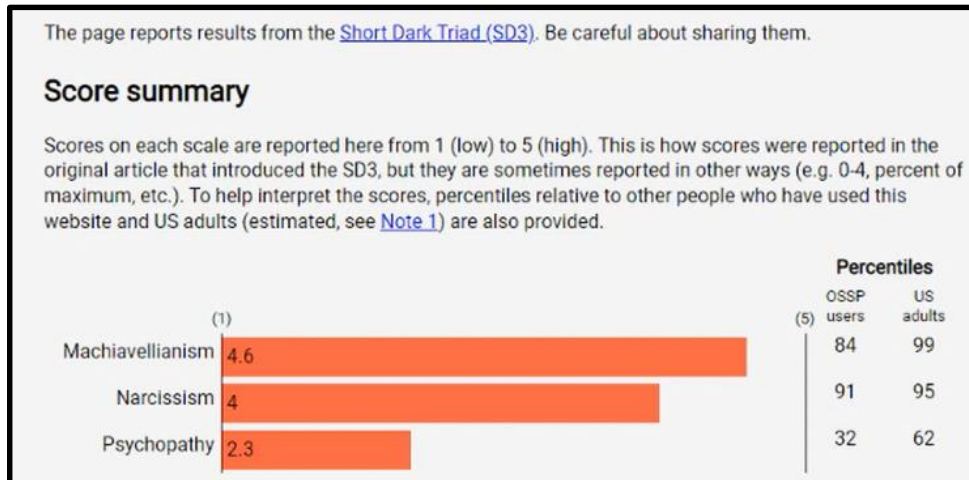 The page reports results from the Short Dark Triad (SD3). Be careful about sharing them.
Score summary
Scores on each scale are reported here from 1 (low) to 5 (high). This is how scores were reported in the
original article that introduced the SD3, but they are sometimes reported in other ways (e.g. 0-4, percent of
maximum, etc.). To help interpret the scores, percentiles relative to other people who have used this
website and US adults (estimated, see Note 1) are also provided.
Percentiles
OSSP US
(1) (5) users adults
Machiavellianism 4.6 84 99
Narcissism 4 91 95
Psychopathy 2.3 32 62